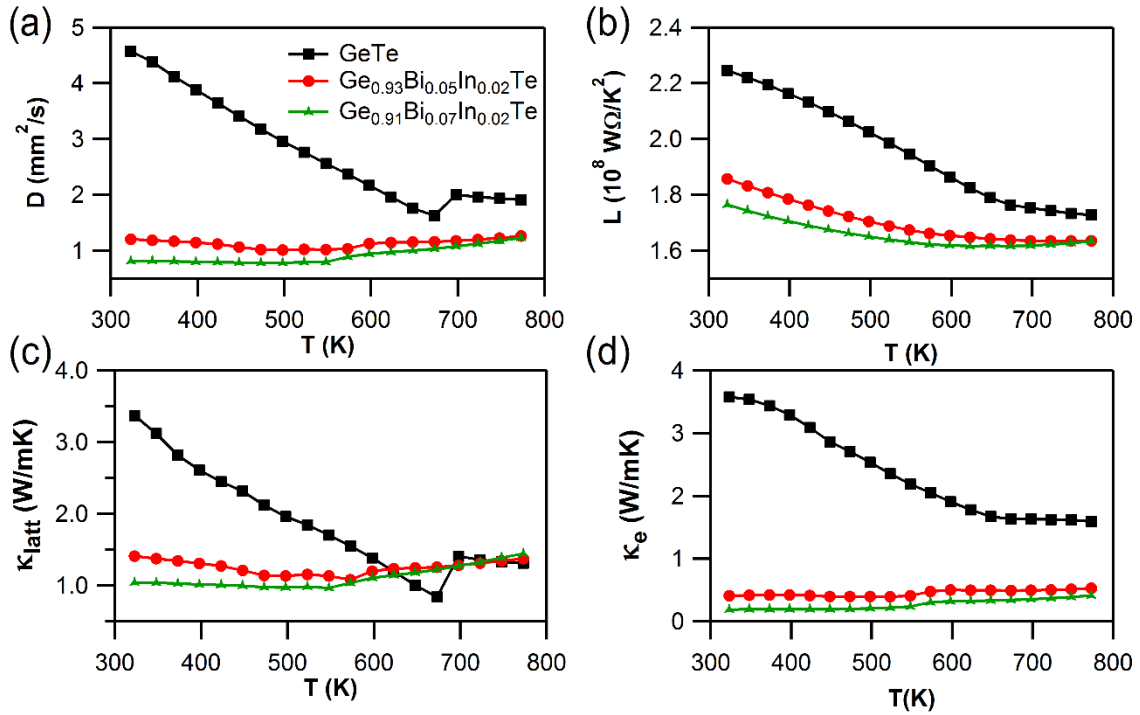 (a)
5
4
3
2
1
D (mm²/s)
GeTe
Ge₀.₉₃Bi₀.₀₅In₀.₀₂Te
Ge₀.₉₁Bi₀.₀₇In₀.₀₂Te
300 400 500 600 700 800
T (K)
(b)
2.4
2.2
2.0
1.8
1.6
L (10⁸ WΩ/K²)
300 400 500 600 700 800
T (K)
(c)
4.0
3.0
2.0
1.0
κlatt (W/mK)
300 400 500 600 700 800
T (K)
(d)
4
3
2
1
0
κe (W/mK)
300 400 500 600 700 800
T(K)